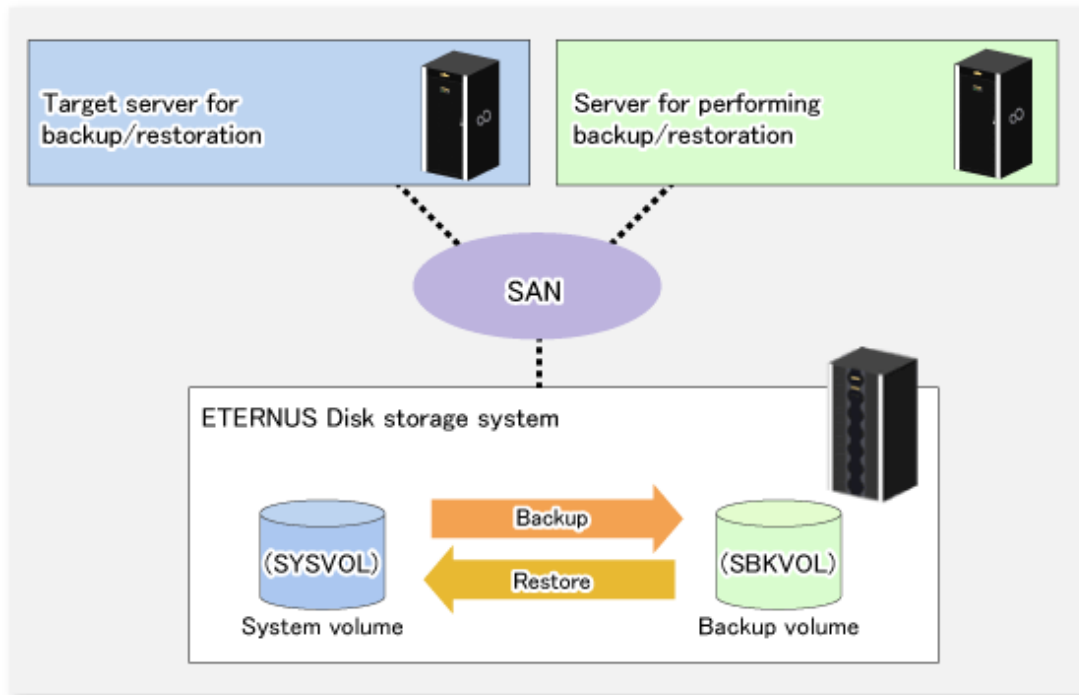 Target server for
backup/restoration
Server for performing
backup/restoration
SAN
ETERNUS Disk storage system
Backup
(SYSVOL)
(SBKVOL)
Restore
System volume
Backup volume